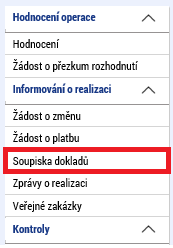 Hodnocení operace
Hodnocení
Žádost o přezkum rozhodnutí
Informování o realizaci
Žádost o změnu
Žádost o platbu
Soupiska dokladů
Zprávy o realizaci
Veřejné zakázky
Kontroly